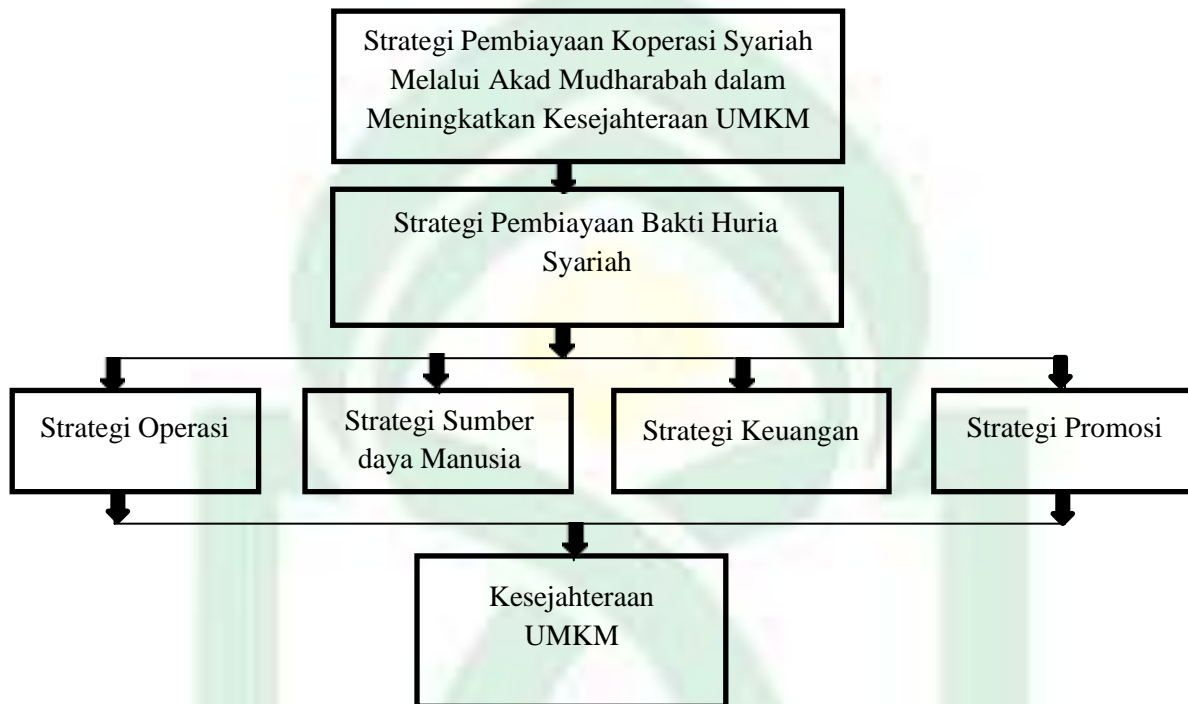 Strategi Pembiayaan Koperasi Syariah
Melalui Akad Mudharabah dalam
Meningkatkan Kesejahteraan UMKM
Strategi Pembiayaan Bakti Huria
Syariah
Strategi Operasi
Strategi Sumber
daya Manusia
Strategi Keuangan
Strategi Promosi
Kesejahteraan
UMKM